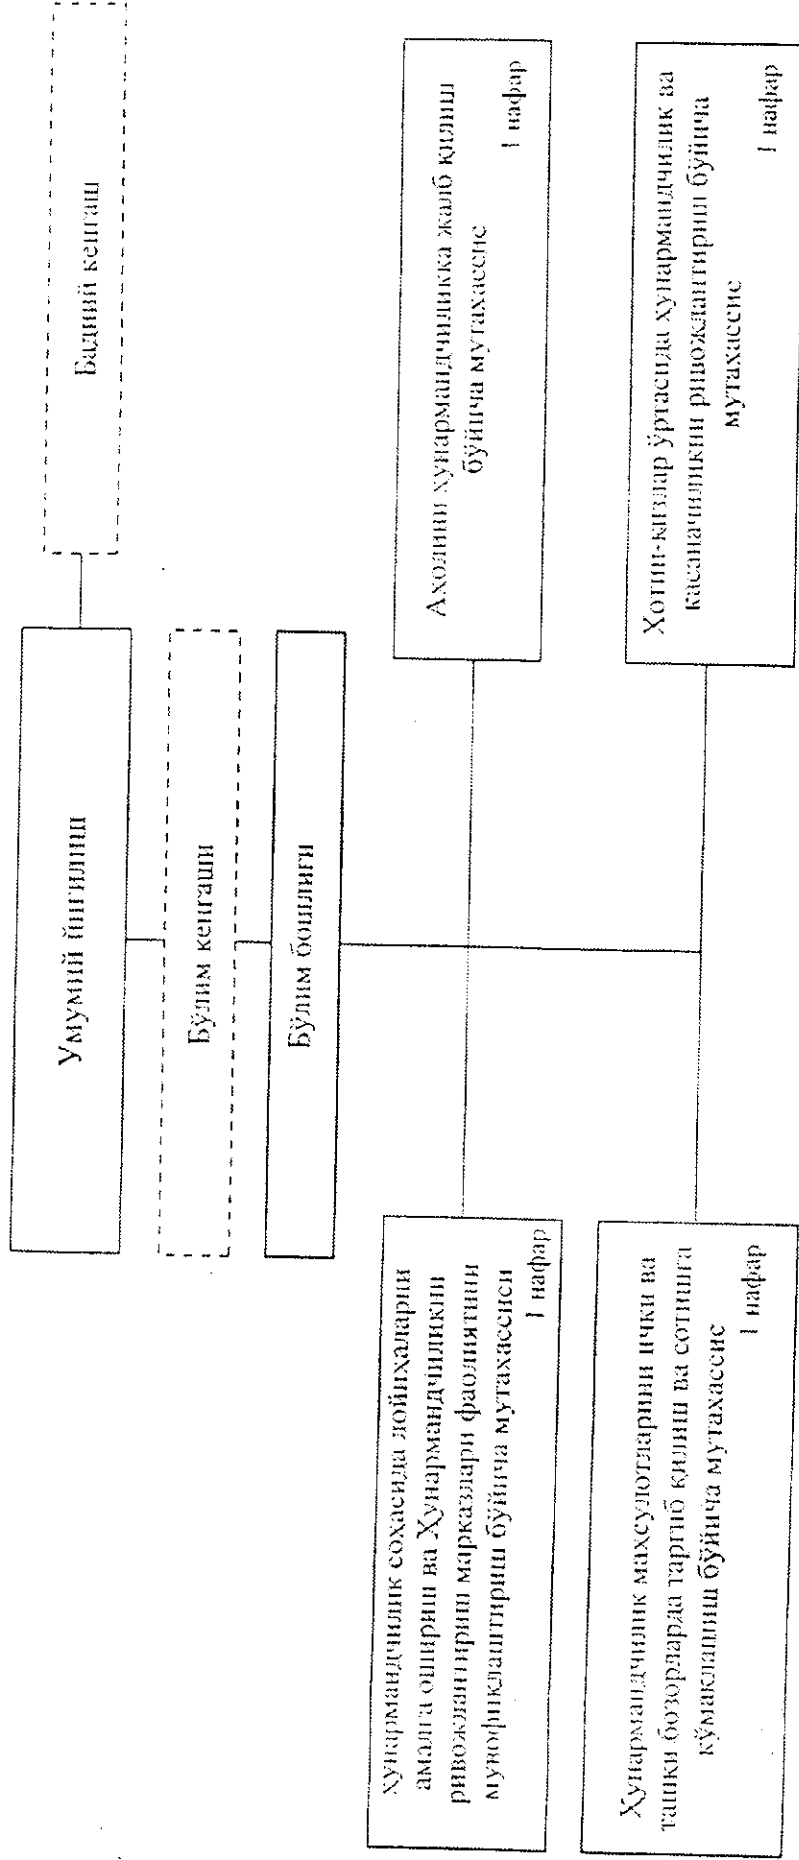 Умумий йиғилиш
Бадиий кенгаш
Бўлим кенгаши
Бўлим бошлиғи
ҳунармандчилик соҳасида лойиҳаларни
амалга ошириш ва Ҳунармандчиликни
ривожлантириш марказлари фаолиятини
мувофиқлаштириш бўйича мутахассиси
1 нафар
Аҳолини ҳунармандчиликка жалб қилиш
бўйича мутахассис
1 нафар
Ҳунармандчилик маҳсулотларини ички ва
ташқи бозорларда тарғиб қилиш ва сотишга
кўмаклашиш бўйича мутахассис
1 нафар
Хотин-қизлар ўртасида ҳунармандчилик ва
касаначиликни ривожлантириш бўйича
мутахассис
1 нафар